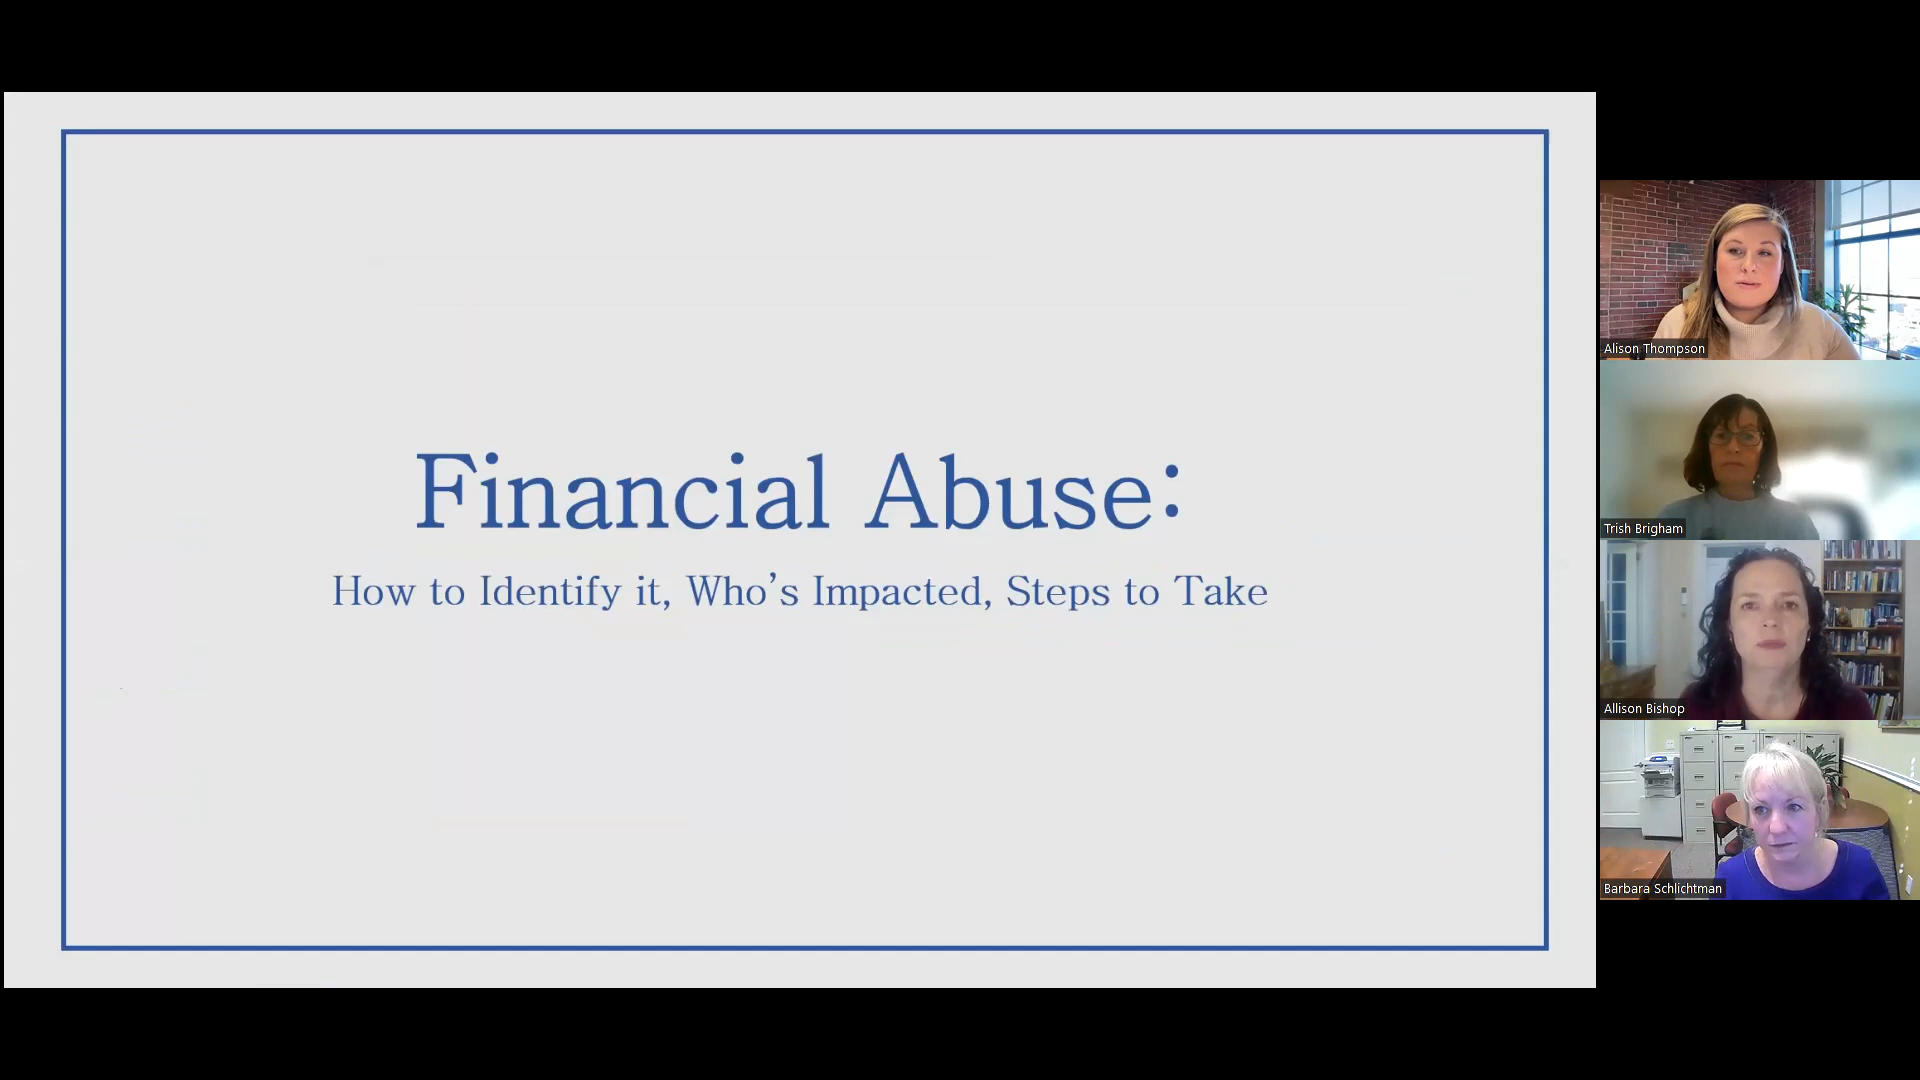 Financial Abuse:
How to Identify it, Who's Impacted, Steps to Take
Alison Thompson
Trish Brigham
Allison Bishop
Barbara Schlichtman